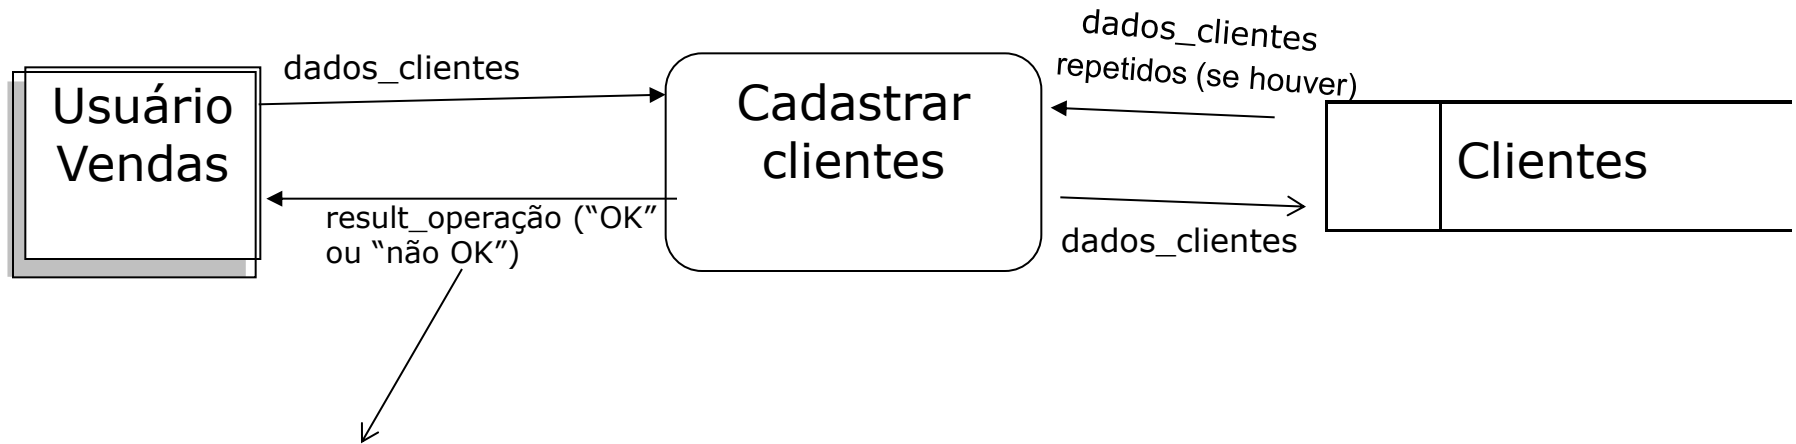 dados_clientes
repetidos (se houver)
dados_clientes
Usuário
Vendas
Cadastrar
clientes
Clientes
result_operação (“OK”
ou “não OK”)
dados_clientes